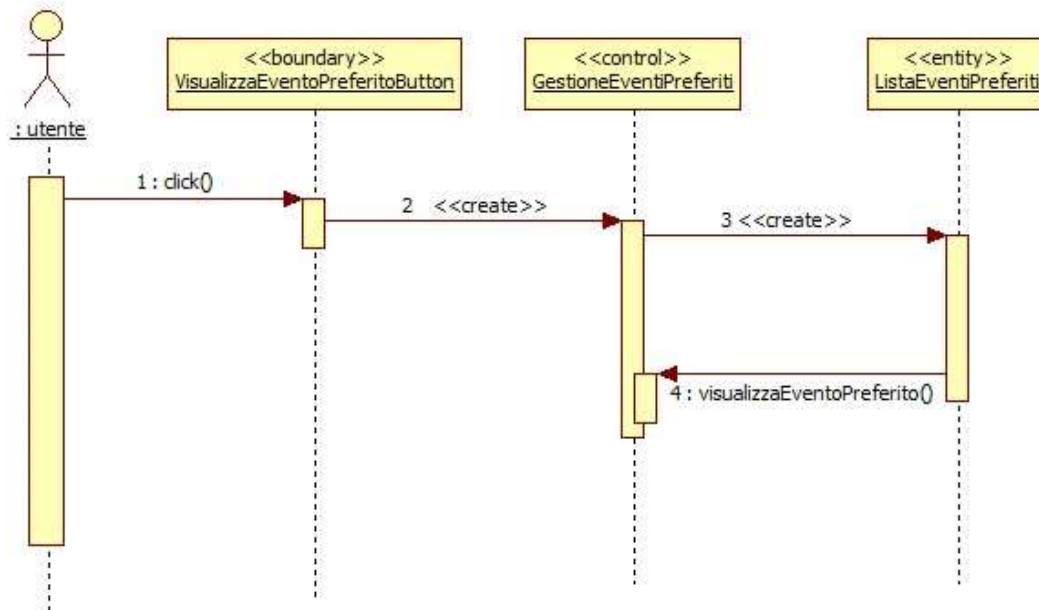 <<boundary>>
VisualizzaEventoPreferitoButton
<<control>>
GestioneEventiPreferiti
<<entity>>
ListaEventiPreferiti
: utente
1 : click()
2 <<create>>
3 <<create>>
4 : visualizzaEventoPreferito()